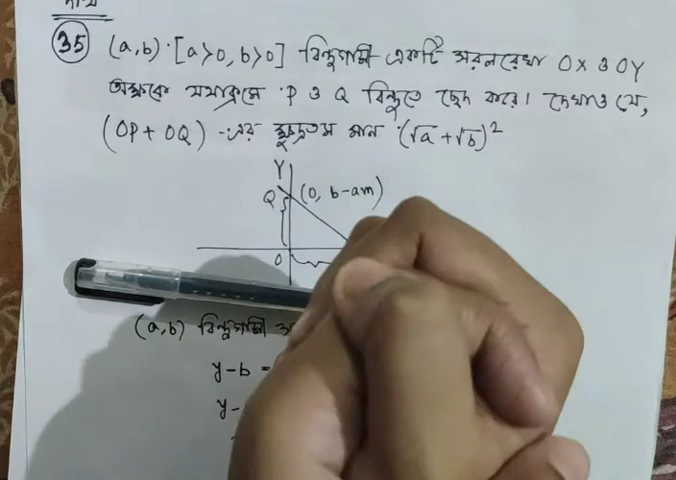 (35) (a,b) [a>0, b>0] বিন্দুগামী একটি সরলরেখা OX ও OY
অক্ষকে যথাক্রমে P ও Q বিন্দুতে ছেদ করে। দেখাও যে,
(OP + OQ) -এর ক্ষুদ্রতম মান (√a + √b)²
Y
Q (0, b-am)
O
(a,b) বিন্দুগামী
y-b =
y-